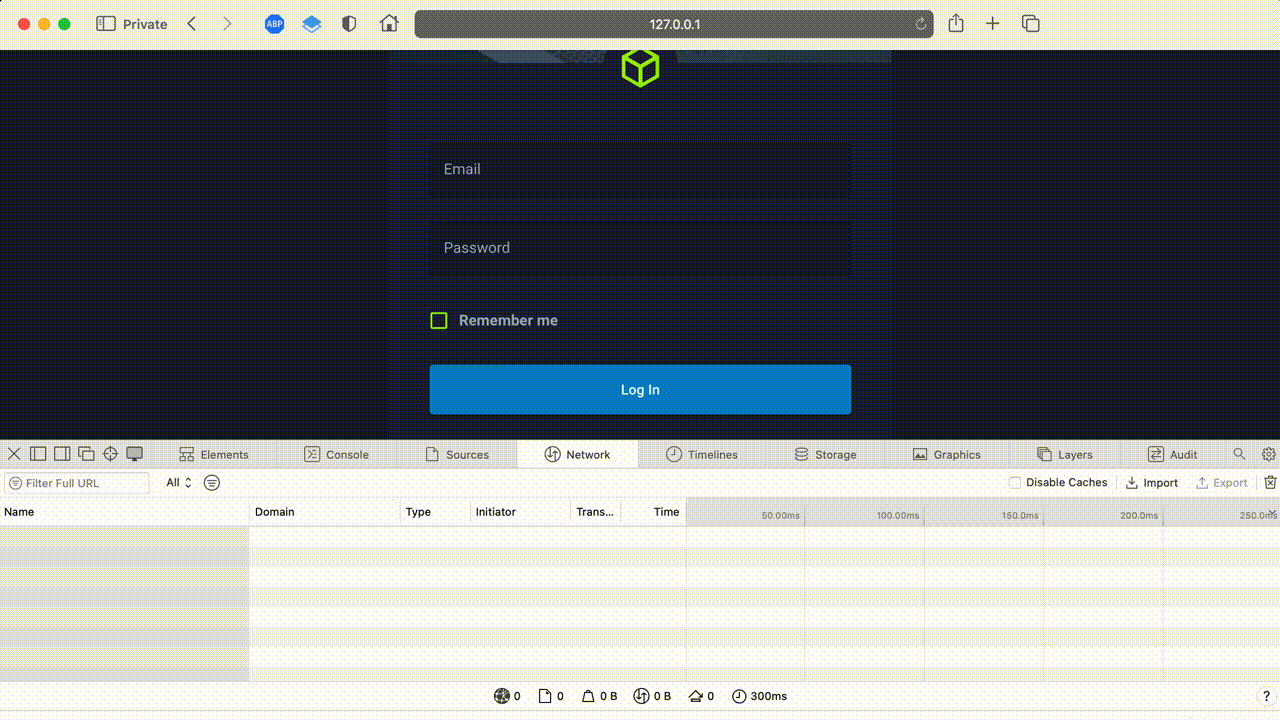 Private
ABP
127.0.0.1
Email
Password
Remember me
Log In
Elements
Console
Sources
Network
Timelines
Storage
Graphics
Layers
Audit
Filter Full URL
All
Disable Caches
Import
Export
Name
Domain
Type
Initiator
Trans...
Time
50.00ms
100.00ms
150.0ms
200.0ms
250.0ms
0
0
0 B
0 B
0
300ms
?